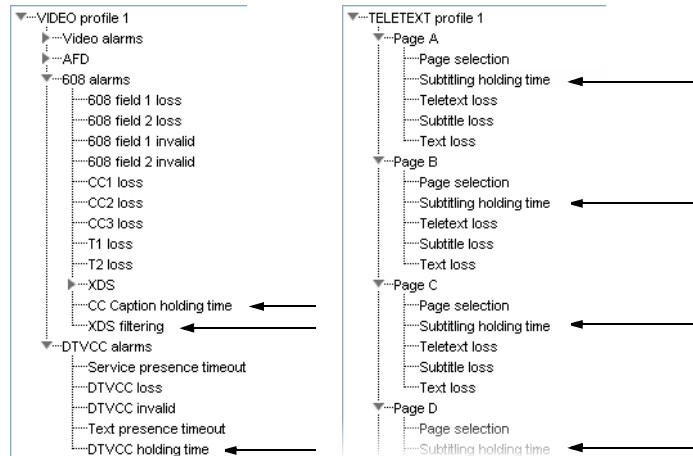 VIDEO profile 1
Video alarms
AFD
608 alarms
608 field 1 loss
608 field 2 loss
608 field 1 invalid
608 field 2 invalid
CC1 loss
CC2 loss
CC3 loss
T1 loss
T2 loss
XDS
CC Caption holding time
XDS filtering
DTVCC alarms
Service presence timeout
DTVCC loss
DTVCC invalid
Text presence timeout
DTVCC holding time
TELETEXT profile 1
Page A
Page selection
Subtitling holding time
Teletext loss
Subtitle loss
Text loss
Page B
Page selection
Subtitling holding time
Teletext loss
Subtitle loss
Text loss
Page C
Page selection
Subtitling holding time
Teletext loss
Subtitle loss
Text loss
Page D
Page selection
Subtitling holding time